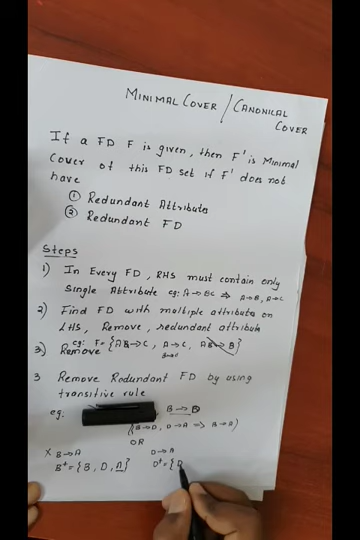 MINIMAL COVER / CANONICAL
COVER
If a FD F is given, then F' is Minimal
Cover of this FD set if F' does not
have
① Redundant Attribute
② Redundant FD
Steps
1) In Every FD, RHS must contain only
Single Attribute eg: A→BC ⇒ A→B, A→C
2) Find FD with multiple attribute on
LHS, Remove, redundant attribute
eg: F = {AB→C, A→C, AB→B}
3) Remove
B→C
3 Remove Redundant FD by using
transitive rule
eg: B→D
(B→D, D→A ⇒ B→A)
OR
X B→A D→A
B⁺ = {B, D, A} D⁺ = {D